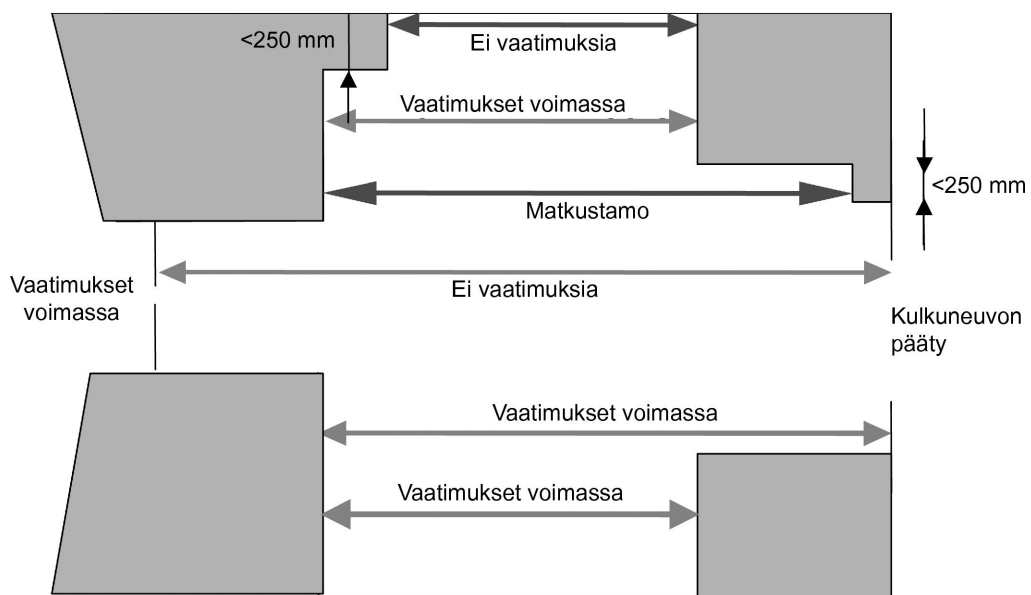 <250 mm
Ei vaatimuksia
Vaatimukset voimassa
<250 mm
Matkustamo
Vaatimukset
voimassa
Ei vaatimuksia
Kulkuneuvon
pääty
Vaatimukset voimassa
Vaatimukset voimassa